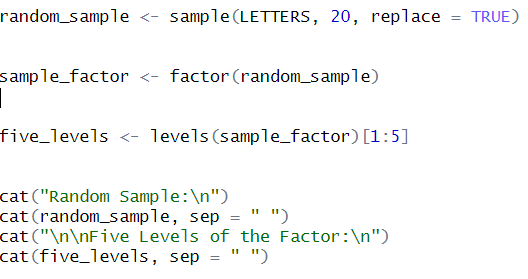 random_sample <- sample(LETTERS, 20, replace = TRUE)
sample_factor <- factor(random_sample)
five_levels <- levels(sample_factor)[1:5]
cat("Random Sample:\n")
cat(random_sample, sep = " ")
cat("\n\nFive Levels of the Factor:\n")
cat(five_levels, sep = " ")